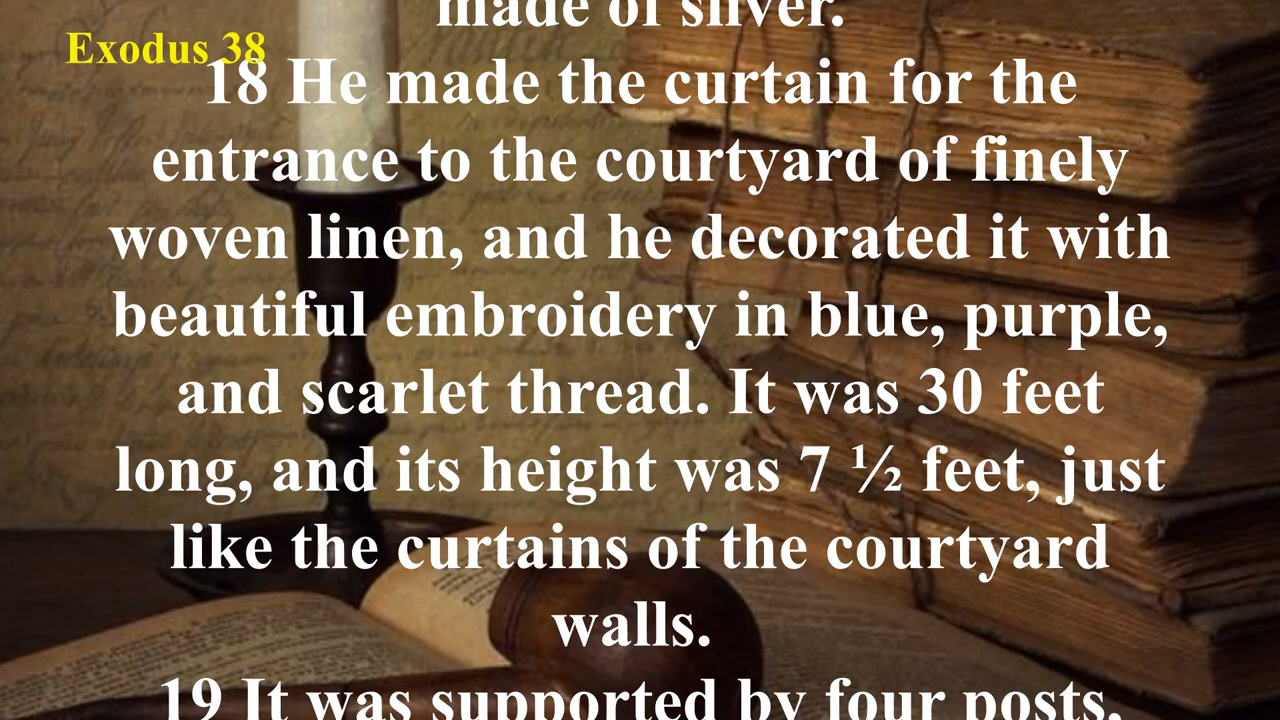 made of silver.
Exodus 38
18 He made the curtain for the
entrance to the courtyard of finely
woven linen, and he decorated it with
beautiful embroidery in blue, purple,
and scarlet thread. It was 30 feet
long, and its height was 7 ½ feet, just
like the curtains of the courtyard
walls.
19 It was supported by four posts,